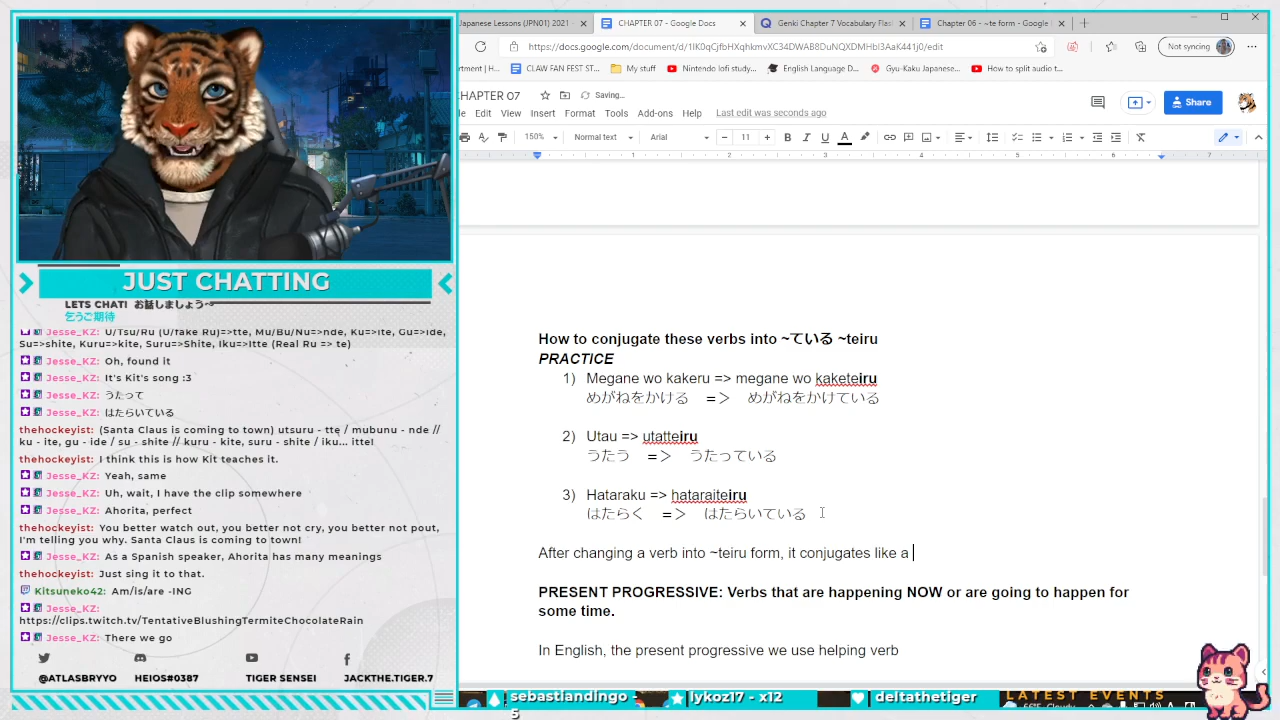 Japanese Lessons (JPN01) 2021 -
CHAPTER 07 - Google Docs
Genki Chapter 7 Vocabulary Flas
Chapter 06 - ~te form - Google
Not syncing
CLAW FAN FEST ST...
My stuff
Nintendo lofi study...
English Language D...
Gyu-Kaku Japanese...
How to split audio t...
CHAPTER 07
Saving...
Edit View Insert Format Tools Add-ons Help Last edit was seconds ago
Share
150% Normal text Arial 11
1 2 3 4 5 6 7
How to conjugate these verbs into ~ている ~teiru
PRACTICE
1) Megane wo kakeru => megane wo kaketeiru
めがねをかける =＞ めがねをかけている
2) Utau => utatteiru
うたう =＞ うたっている
3) Hataraku => hataraiteiru
はたらく =＞ はたらいている
After changing a verb into ~teiru form, it conjugates like a
PRESENT PROGRESSIVE: Verbs that are happening NOW or are going to happen for
some time.
In English, the present progressive we use helping verb
JUST CHATTING
LETS CHAT! お話しましょう～
乞うご期待
Jesse_KZ: U/Tsu/Ru (U/fake Ru)=>tte, Mu/Bu/Nu=>nde, Ku=>ite, Gu=>ide,
Su=>shite, Kuru=>kite, Suru=>Shite, Iku=>Itte (Real Ru => te)
Jesse_KZ: Oh, found it
Jesse_KZ: It's Kit's song :3
Jesse_KZ: うたって
Jesse_KZ: はたらいている
thehockeyist: (Santa Claus is coming to town) utsuru - tte / mubunu - nde //
ku - ite, gu - ide / su - shite // kuru - kite, suru - shite / iku... itte!
thehockeyist: I think this is how Kit teaches it.
Jesse_KZ: Yeah, same
Jesse_KZ: Uh, wait, I have the clip somewhere
Jesse_KZ: Ahorita, perfect
thehockeyist: You better watch out, you better not cry, you better not pout,
I'm telling you why. Santa Claus is coming to town!
Jesse_KZ: As a Spanish speaker, Ahorita has many meanings
thehockeyist: Just sing it to that.
Kitsuneko42: Am/is/are -ING
Jesse_KZ:
https://clips.twitch.tv/TentativeBlushingTermiteChocolateRain
Jesse_KZ: There we go
@ATLASBRYYO HEIOS#0387 TIGER SENSEI JACKTHE.TIGER.7
sebastiandingo - lykoz17 - x12 deltathetiger LATEST EVENTS
5